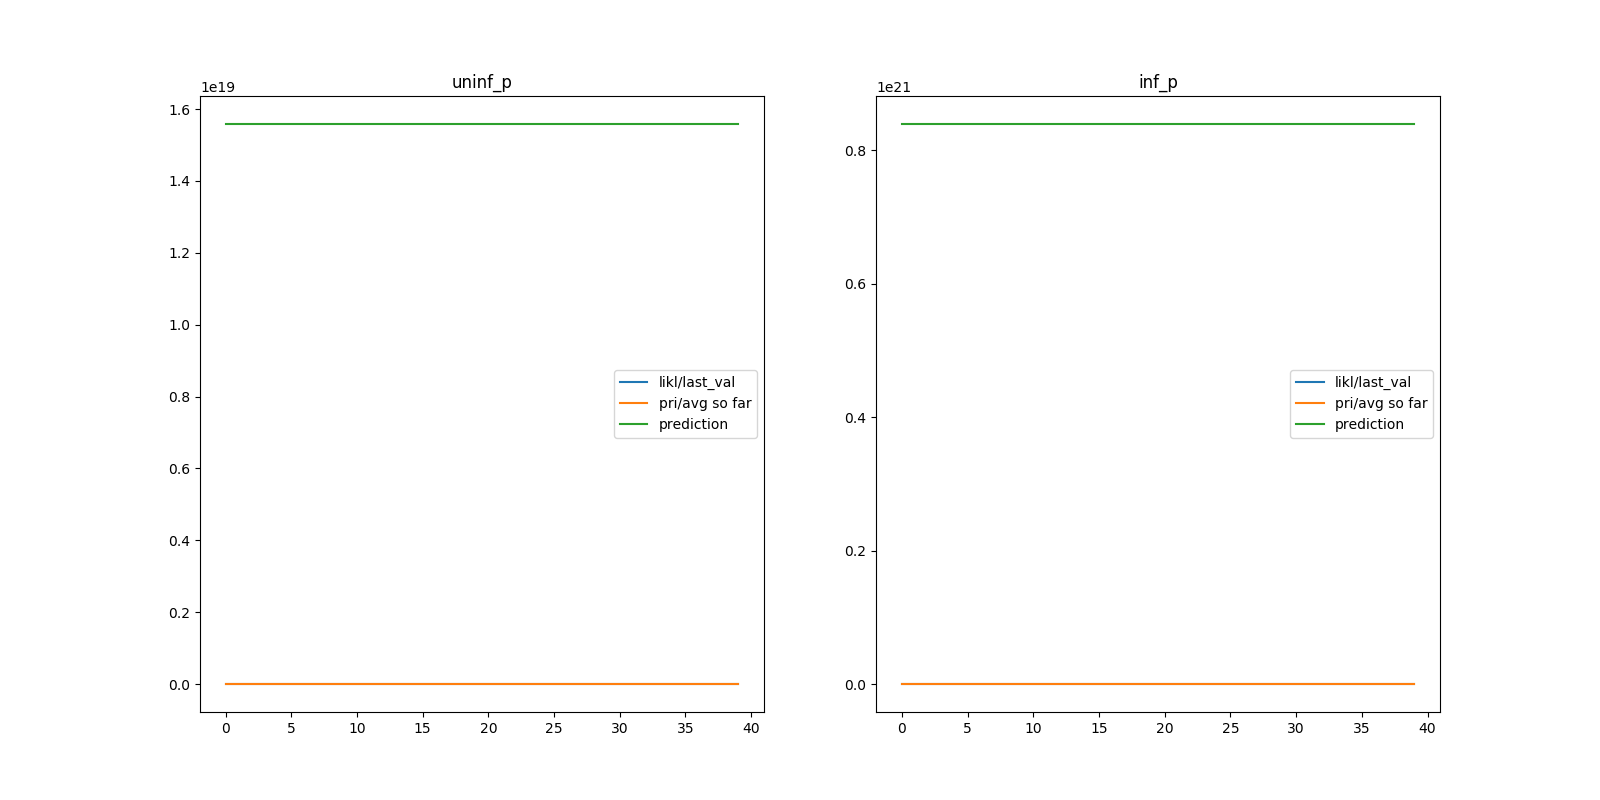 uninf_p
1e19
1.6
1.4
1.2
1.0
0.8
0.6
0.4
0.2
0.0
0 5 10 15 20 25 30 35 40
likl/last_val
pri/avg so far
prediction
inf_p
1e21
0.8
0.6
0.4
0.2
0.0
0 5 10 15 20 25 30 35 40
likl/last_val
pri/avg so far
prediction